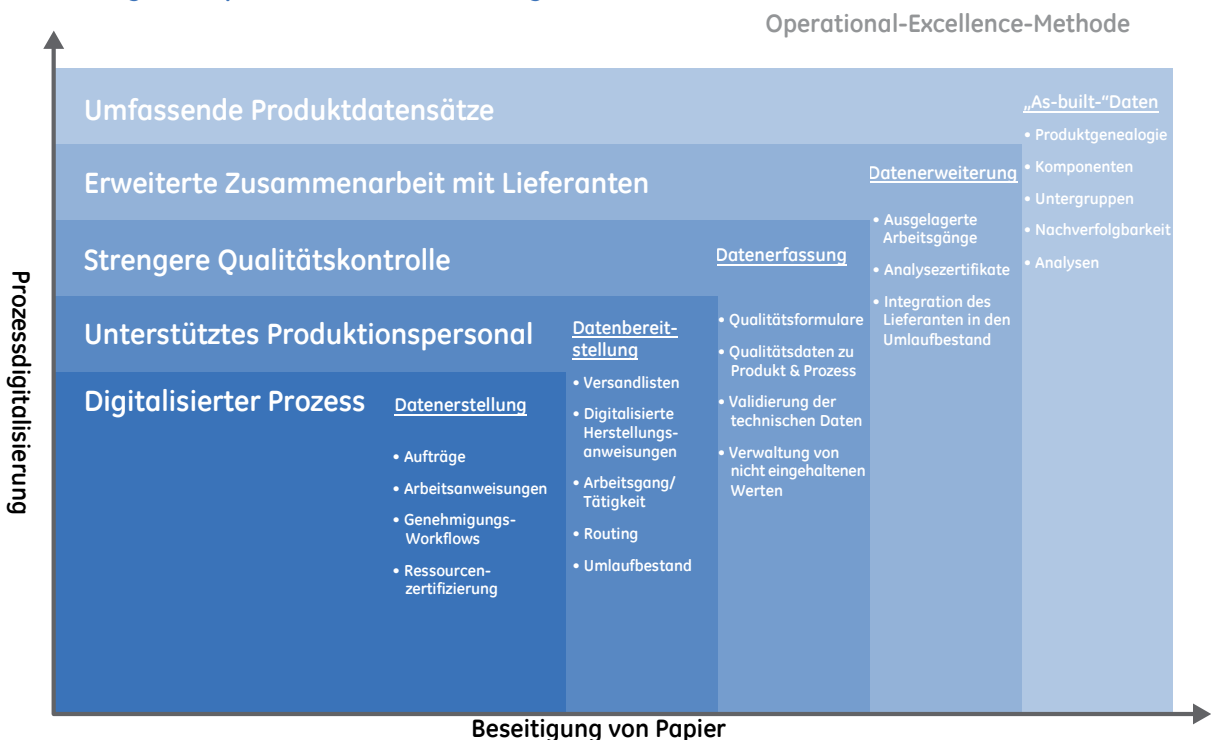 Operational-Excellence-Methode
Prozessdigitalisierung
Umfassende Produktdatensätze
„As-built-“Daten
• Produktgenealogie
• Komponenten
• Untergruppen
• Nachverfolgbarkeit
• Analysen
Erweiterte Zusammenarbeit mit Lieferanten
Datenerweiterung
• Ausgelagerte
Arbeitsgänge
• Analysezertifikate
• Integration des
Lieferanten in den
Umlaufbestand
Strengere Qualitätskontrolle
Datenerfassung
• Qualitätsformulare
• Qualitätsdaten zu
Produkt & Prozess
• Validierung der
technischen Daten
• Verwaltung von
nicht eingehaltenen
Werten
Unterstütztes Produktionspersonal
Datenbereit-
stellung
• Versandlisten
• Digitalisierte
Herstellungs-
anweisungen
• Arbeitsgang/
Tätigkeit
• Routing
• Umlaufbestand
Digitalisierter Prozess
Datenerstellung
• Aufträge
• Arbeitsanweisungen
• Genehmigungs-
Workflows
• Ressourcen-
zertifizierung
Beseitigung von Papier